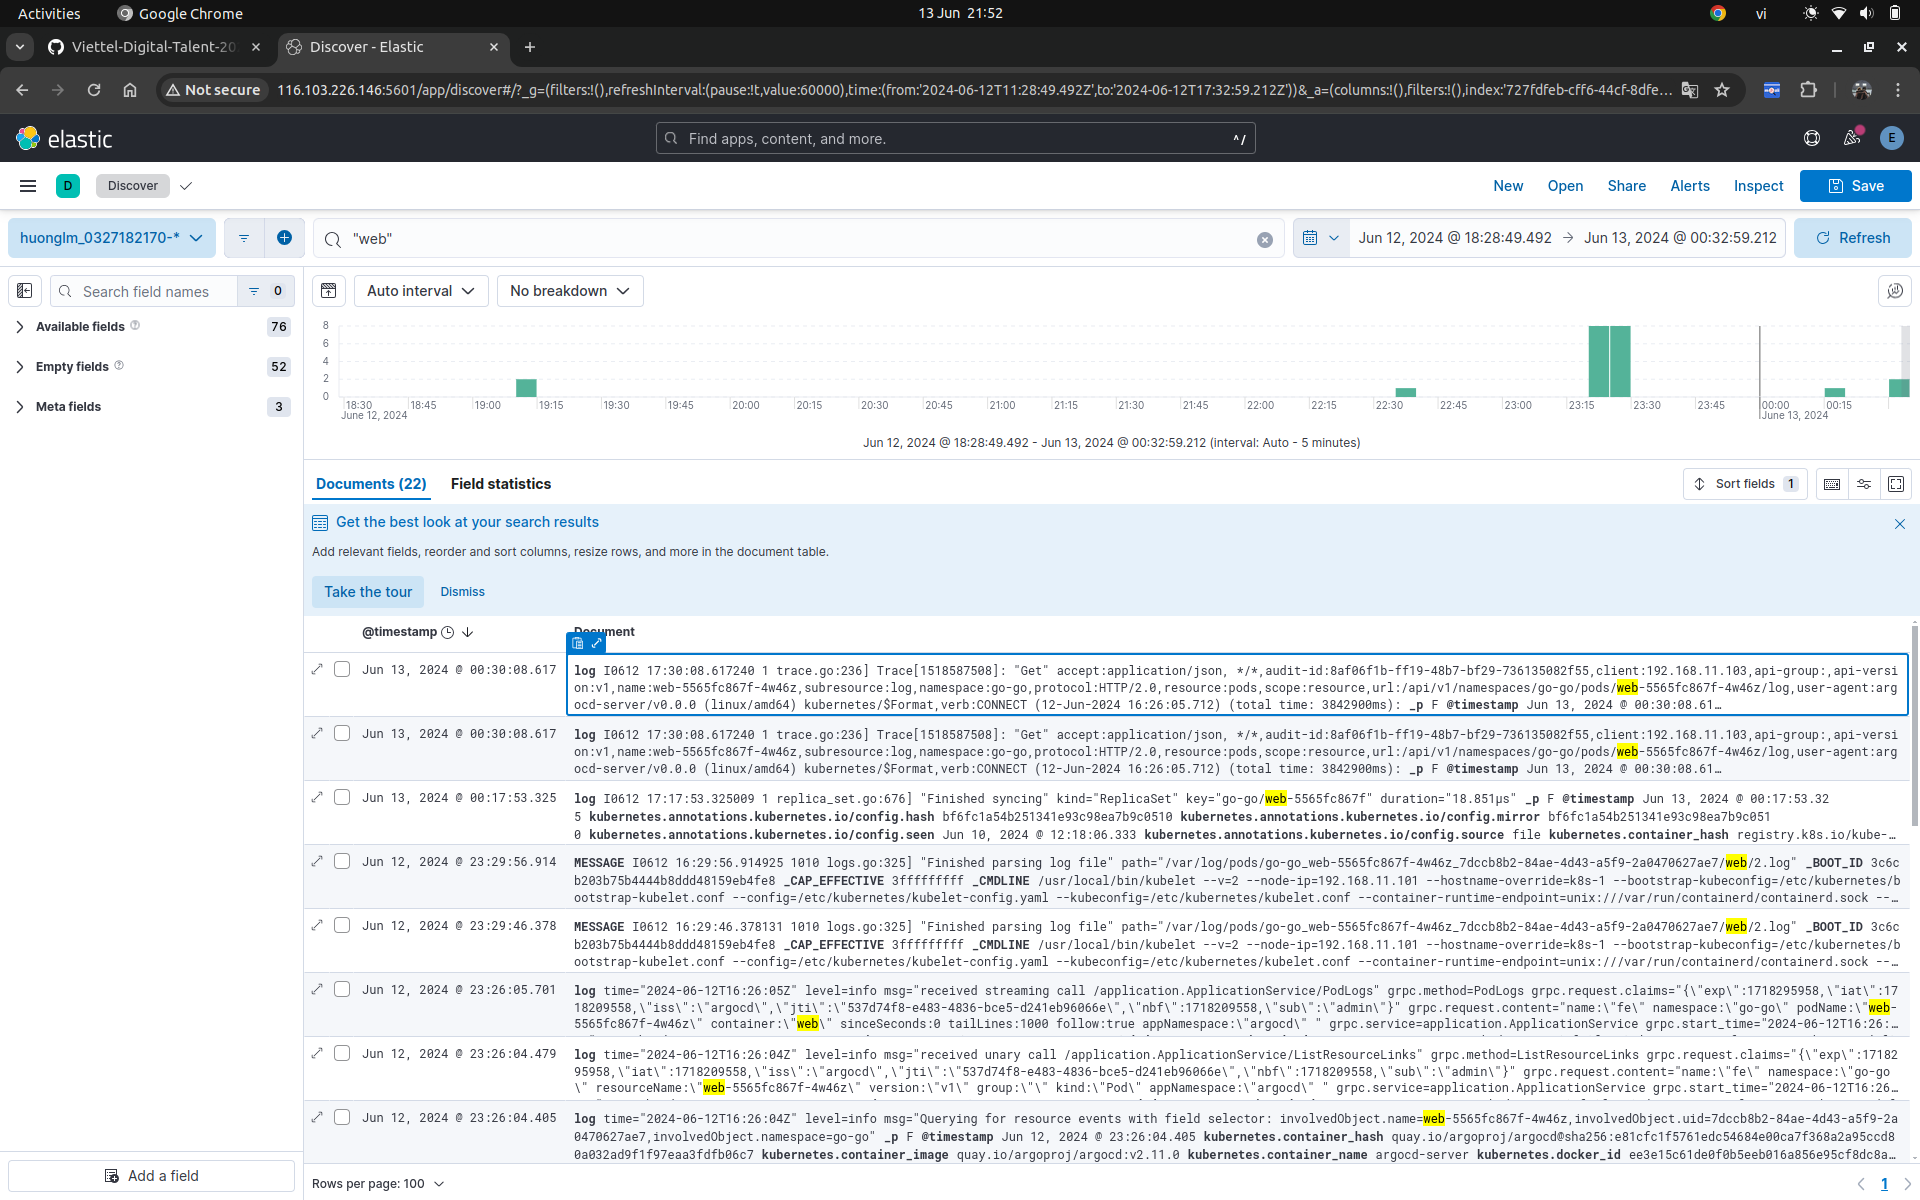 Activities
Google Chrome
13 Jun 21:52
vi
Viettel-Digital-Talent-20
Discover - Elastic
Not secure
116.103.226.146:5601/app/discover#/?_g=(filters:!(),refreshInterval:(pause:!t,value:60000),time:(from:'2024-06-12T11:28:49.492Z',to:'2024-06-12T17:32:59.212Z'))&_a=(columns:!(),filters:!(),index:'727fdfeb-cff6-44cf-8dfe...
elastic
Find apps, content, and more.
^/
E
D
Discover
New
Open
Share
Alerts
Inspect
Save
huonglm_0327182170-*
"web"
Jun 12, 2024 @ 18:28:49.492 → Jun 13, 2024 @ 00:32:59.212
Refresh
Search field names
0
Auto interval
No breakdown
Available fields
76
Empty fields
52
Meta fields
3
8
6
4
2
0
18:30 18:45 19:00 19:15 19:30 19:45 20:00 20:15 20:30 20:45 21:00 21:15 21:30 21:45 22:00 22:15 22:30 22:45 23:00 23:15 23:30 23:45 00:00 00:15
June 12, 2024
June 13, 2024
Jun 12, 2024 @ 18:28:49.492 - Jun 13, 2024 @ 00:32:59.212 (interval: Auto - 5 minutes)
Documents (22)
Field statistics
Sort fields 1
Get the best look at your search results
Add relevant fields, reorder and sort columns, resize rows, and more in the document table.
Take the tour
Dismiss
@timestamp
Document
Jun 13, 2024 @ 00:30:08.617
log I0612 17:30:08.617240 1 trace.go:236] Trace[1518587508]: "Get" accept:application/json, */*,audit-id:8af06f1b-ff19-48b7-bf29-736135082f55,client:192.168.11.103,api-group:,api-versi
on:v1,name:web-5565fc867f-4w46z,subresource:log,namespace:go-go,protocol:HTTP/2.0,resource:pods,scope:resource,url:/api/v1/namespaces/go-go/pods/web-5565fc867f-4w46z/log,user-agent:arg
ocd-server/v0.0.0 (linux/amd64) kubernetes/$Format,verb:CONNECT (12-Jun-2024 16:26:05.712) (total time: 3842900ms): _p F @timestamp Jun 13, 2024 @ 00:30:08.61…
Jun 13, 2024 @ 00:30:08.617
log I0612 17:30:08.617240 1 trace.go:236] Trace[1518587508]: "Get" accept:application/json, */*,audit-id:8af06f1b-ff19-48b7-bf29-736135082f55,client:192.168.11.103,api-group:,api-versi
on:v1,name:web-5565fc867f-4w46z,subresource:log,namespace:go-go,protocol:HTTP/2.0,resource:pods,scope:resource,url:/api/v1/namespaces/go-go/pods/web-5565fc867f-4w46z/log,user-agent:arg
ocd-server/v0.0.0 (linux/amd64) kubernetes/$Format,verb:CONNECT (12-Jun-2024 16:26:05.712) (total time: 3842900ms): _p F @timestamp Jun 13, 2024 @ 00:30:08.61…
Jun 13, 2024 @ 00:17:53.325
log I0612 17:17:53.325009 1 replica_set.go:676] "Finished syncing" kind="ReplicaSet" key="go-go/web-5565fc867f" duration="18.851µs" _p F @timestamp Jun 13, 2024 @ 00:17:53.32
5 kubernetes.annotations.kubernetes.io/config.hash bf6fc1a54b251341e93c98ea7b9c0510 kubernetes.annotations.kubernetes.io/config.mirror bf6fc1a54b251341e93c98ea7b9c051
0 kubernetes.annotations.kubernetes.io/config.seen Jun 10, 2024 @ 12:18:06.333 kubernetes.annotations.kubernetes.io/config.source file kubernetes.container_hash registry.k8s.io/kube-…
Jun 12, 2024 @ 23:29:56.914
MESSAGE I0612 16:29:56.914925 1010 logs.go:325] "Finished parsing log file" path="/var/log/pods/go-go_web-5565fc867f-4w46z_7dccb8b2-84ae-4d43-a5f9-2a0470627ae7/web/2.log" _BOOT_ID 3c6c
b203b75b4444b8ddd48159eb4fe8 _CAP_EFFECTIVE 3fffffffff _CMDLINE /usr/local/bin/kubelet --v=2 --node-ip=192.168.11.101 --hostname-override=k8s-1 --bootstrap-kubeconfig=/etc/kubernetes/b
ootstrap-kubelet.conf --config=/etc/kubernetes/kubelet-config.yaml --kubeconfig=/etc/kubernetes/kubelet.conf --container-runtime-endpoint=unix:///var/run/containerd/containerd.sock --…
Jun 12, 2024 @ 23:29:46.378
MESSAGE I0612 16:29:46.378131 1010 logs.go:325] "Finished parsing log file" path="/var/log/pods/go-go_web-5565fc867f-4w46z_7dccb8b2-84ae-4d43-a5f9-2a0470627ae7/web/2.log" _BOOT_ID 3c6c
b203b75b4444b8ddd48159eb4fe8 _CAP_EFFECTIVE 3fffffffff _CMDLINE /usr/local/bin/kubelet --v=2 --node-ip=192.168.11.101 --hostname-override=k8s-1 --bootstrap-kubeconfig=/etc/kubernetes/b
ootstrap-kubelet.conf --config=/etc/kubernetes/kubelet-config.yaml --kubeconfig=/etc/kubernetes/kubelet.conf --container-runtime-endpoint=unix:///var/run/containerd/containerd.sock --…
Jun 12, 2024 @ 23:26:05.701
log time="2024-06-12T16:26:05Z" level=info msg="received streaming call /application.ApplicationService/PodLogs" grpc.method=PodLogs grpc.request.claims="{\"exp\":1718295958,\"iat\":17
18209558,\"iss\":\"argocd\",\"jti\":\"537d74f8-e483-4836-bce5-d241eb96066e\",\"nbf\":1718209558,\"sub\":\"admin\"}" grpc.request.content="name:\"fe\" namespace:\"go-go\" podName:\"web-
5565fc867f-4w46z\" container:\"web\" sinceSeconds:0 tailLines:1000 follow:true appNamespace:\"argocd\" " grpc.service=application.ApplicationService grpc.start_time="2024-06-12T16:26:…
Jun 12, 2024 @ 23:26:04.479
log time="2024-06-12T16:26:04Z" level=info msg="received unary call /application.ApplicationService/ListResourceLinks" grpc.method=ListResourceLinks grpc.request.claims="{\"exp\":1718
295958,\"iat\":1718209558,\"iss\":\"argocd\",\"jti\":\"537d74f8-e483-4836-bce5-d241eb96066e\",\"nbf\":1718209558,\"sub\":\"admin\"}" grpc.request.content="name:\"fe\" namespace:\"go-go
\" resourceName:\"web-5565fc867f-4w46z\" version:\"v1\" group:\"\" kind:\"Pod\" appNamespace:\"argocd\" " grpc.service=application.ApplicationService grpc.start_time="2024-06-12T16:26…
Jun 12, 2024 @ 23:26:04.405
log time="2024-06-12T16:26:04Z" level=info msg="Querying for resource events with field selector: involvedObject.name=web-5565fc867f-4w46z,involvedObject.uid=7dccb8b2-84ae-4d43-a5f9-2a
0470627ae7,involvedObject.namespace=go-go" _p F @timestamp Jun 12, 2024 @ 23:26:04.405 kubernetes.container_hash quay.io/argoproj/argocd@sha256:e81cfc1f5761edc54684e00ca7f368a2a95ccd8
0a032ad9f1f97eaa3fdfb06c7 kubernetes.container_image quay.io/argoproj/argocd:v2.11.0 kubernetes.container_name argocd-server kubernetes.docker_id ee3e15c61de0f0b5eeb016a856e95cf8dc8a…
Add a field
Rows per page: 100
1